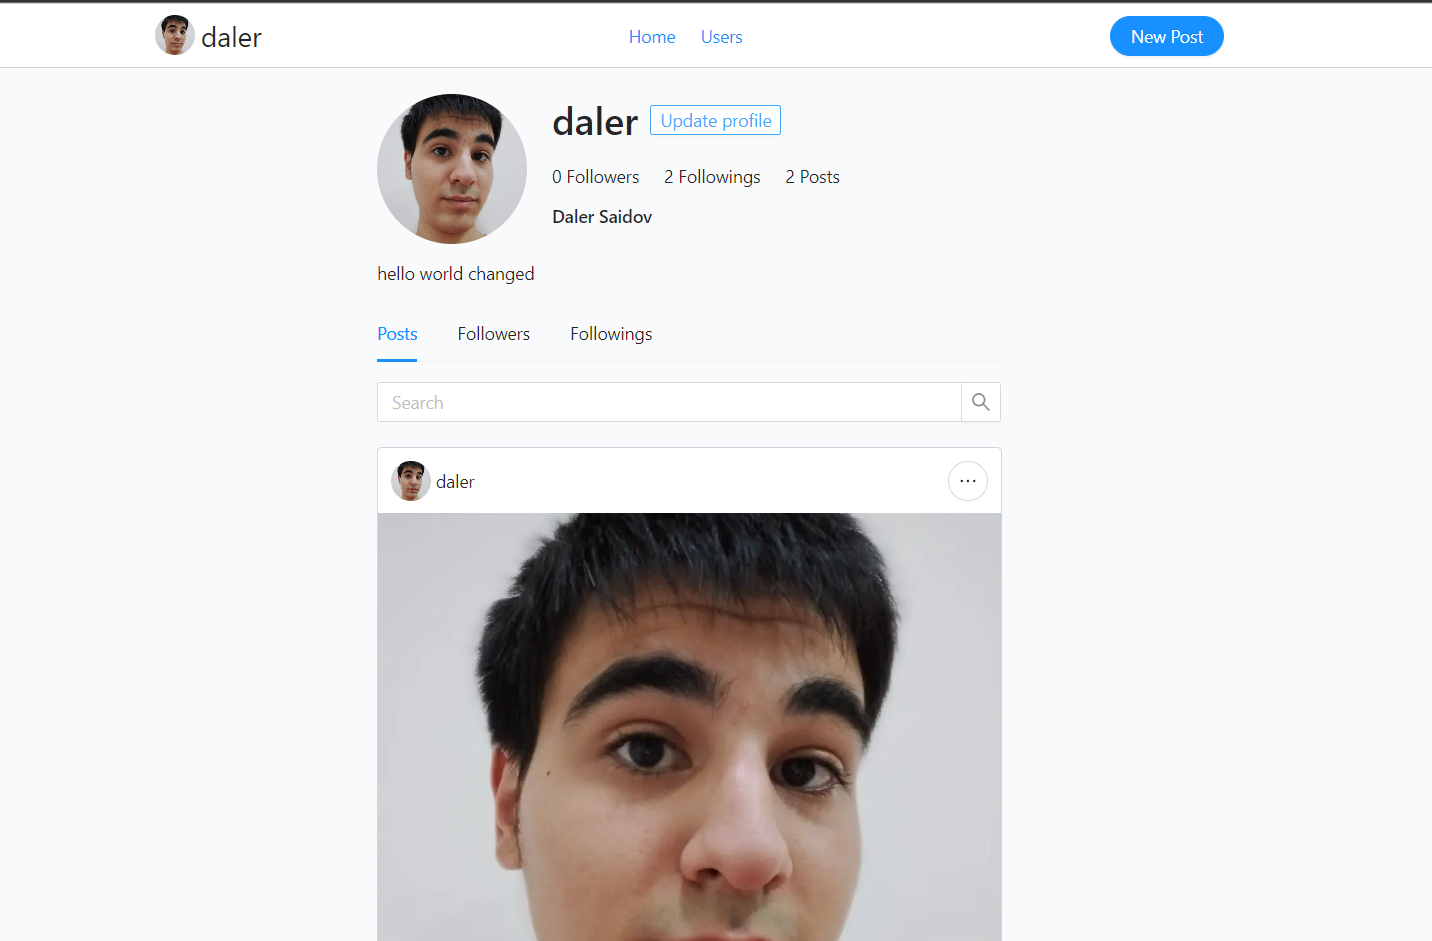 daler Home Users New Post
daler Update profile
0 Followers 2 Followings 2 Posts
Daler Saidov
hello world changed
Posts Followers Followings
Search
daler